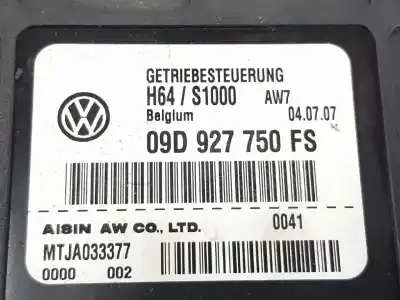 GETRIEBESTEUERUNG
H64 / S1000 AW7
Belgium 04.07.07
09D 927 750 FS
AISIN AW CO., LTD. 0041
MTJA033377
0000 002